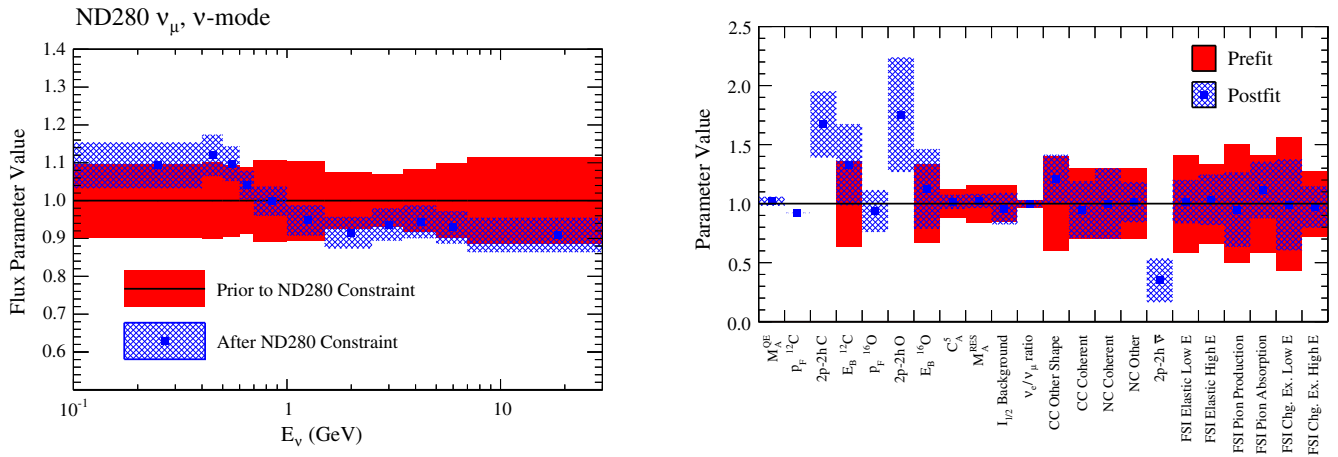 ND280 νμ, ν-mode
Flux Parameter Value
1.4
1.3
1.2
1.1
1.0
0.9
0.8
0.7
0.6
Prior to ND280 Constraint
After ND280 Constraint
10⁻¹
1
10
Eν (GeV)
Parameter Value
2.5
2.0
1.5
1.0
0.5
0.0
Prefit
Postfit
M_A^QE
p_F ¹²C
2p-2h C
E_B ¹²C
p_F ¹⁶O
2p-2h O
E_B ¹⁶O
C_A^5
M_A^RES
I_1/2 Background
ν_e/ν_μ ratio
CC Other Shape
CC Coherent
NC Coherent
NC Other
2p-2h ν̄
FSI Elastic Low E
FSI Elastic High E
FSI Pion Production
FSI Pion Absorption
FSI Chg. Ex. Low E
FSI Chg. Ex. High E